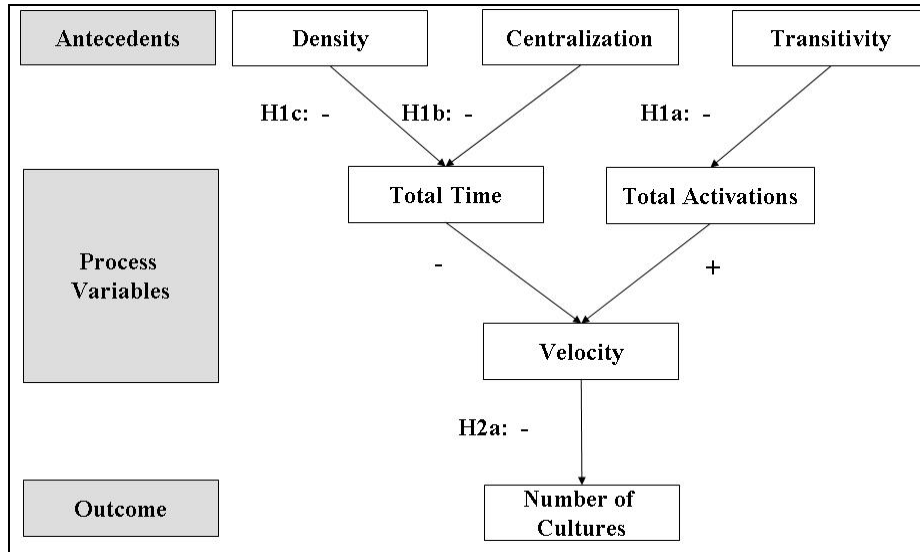 Antecedents
Density
Centralization
Transitivity
H1c: -
H1b: -
H1a: -
Process
Variables
Total Time
Total Activations
-
+
Velocity
H2a: -
Outcome
Number of
Cultures